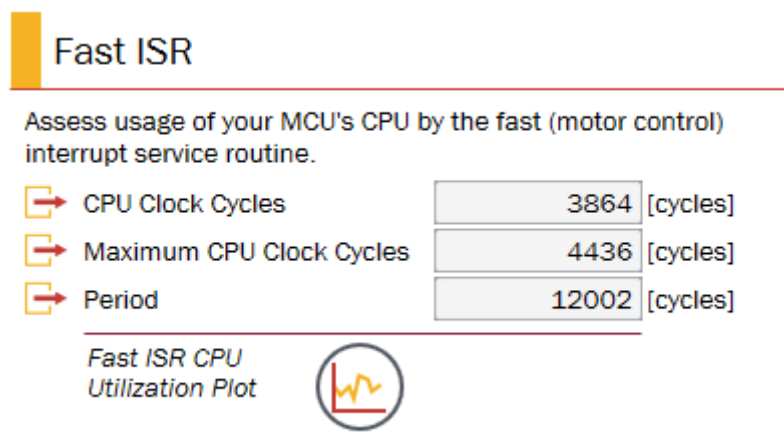 Fast ISR
Assess usage of your MCU's CPU by the fast (motor control)
interrupt service routine.
CPU Clock Cycles 3864 [cycles]
Maximum CPU Clock Cycles 4436 [cycles]
Period 12002 [cycles]
Fast ISR CPU
Utilization Plot